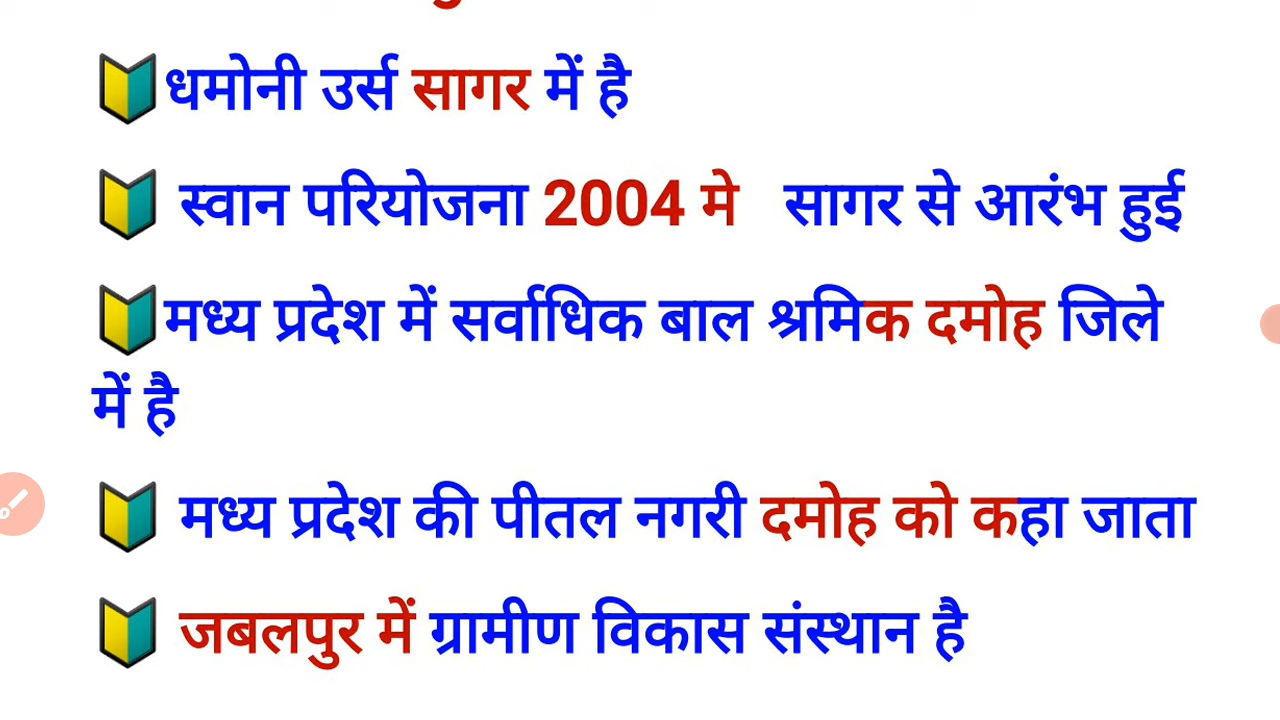 🔰धमोनी उर्स सागर में है
🔰 स्वान परियोजना 2004 मे सागर से आरंभ हुई
🔰मध्य प्रदेश में सर्वाधिक बाल श्रमिक दमोह जिले
में है
🔰 मध्य प्रदेश की पीतल नगरी दमोह को कहा जाता
🔰 जबलपुर में ग्रामीण विकास संस्थान है